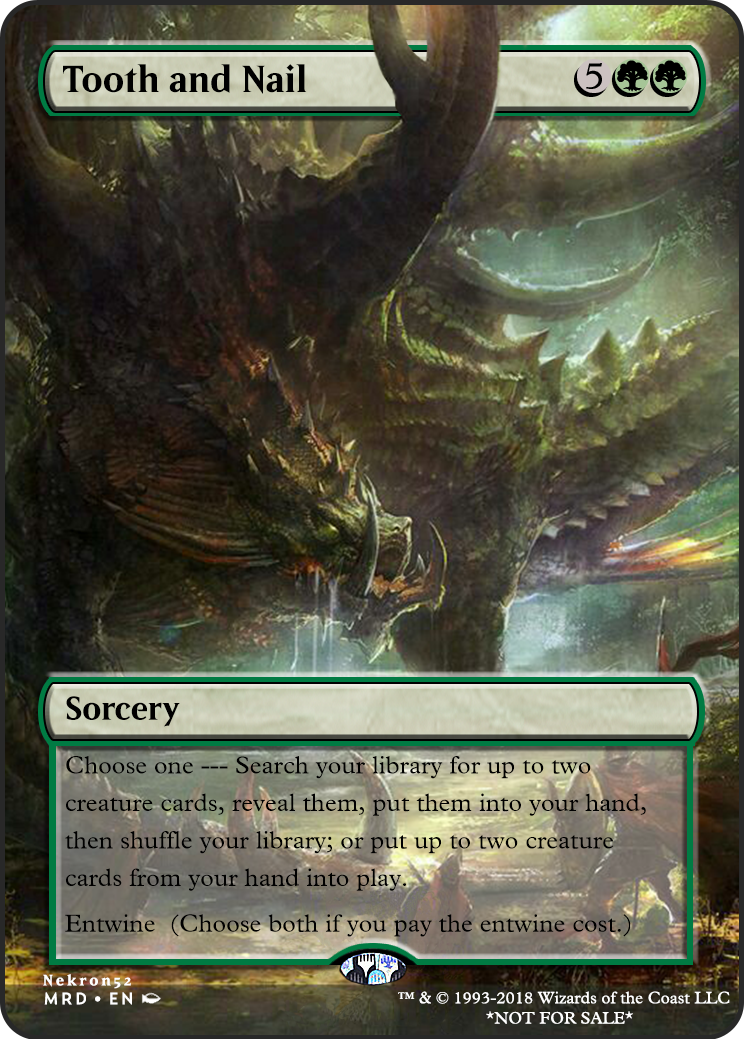 Tooth and Nail
5
Sorcery
Choose one --- Search your library for up to two
creature cards, reveal them, put them into your hand,
then shuffle your library; or put up to two creature
cards from your hand into play.
Entwine (Choose both if you pay the entwine cost.)
Nekron52
MRD • EN
™ & © 1993-2018 Wizards of the Coast LLC
*NOT FOR SALE*